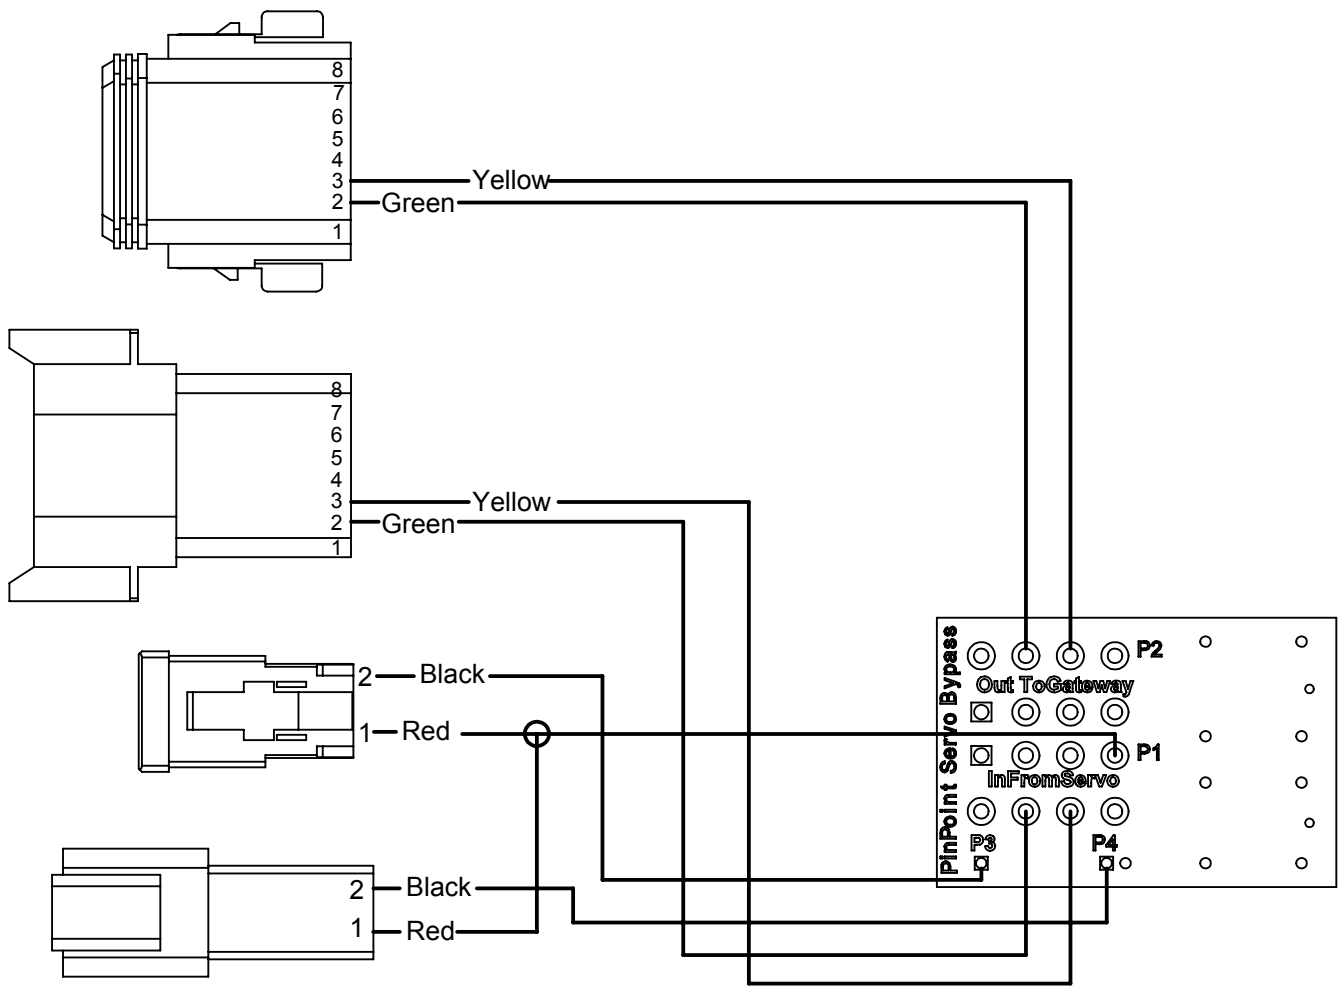 8
7
6
5
4
3
2
1
Yellow
Green
8
7
6
5
4
3
2
1
Yellow
Green
2
1
Black
Red
2
1
Black
Red
PinPoint Servo Bypass
P2
Out ToGateway
P1
InFromServo
P3
P4